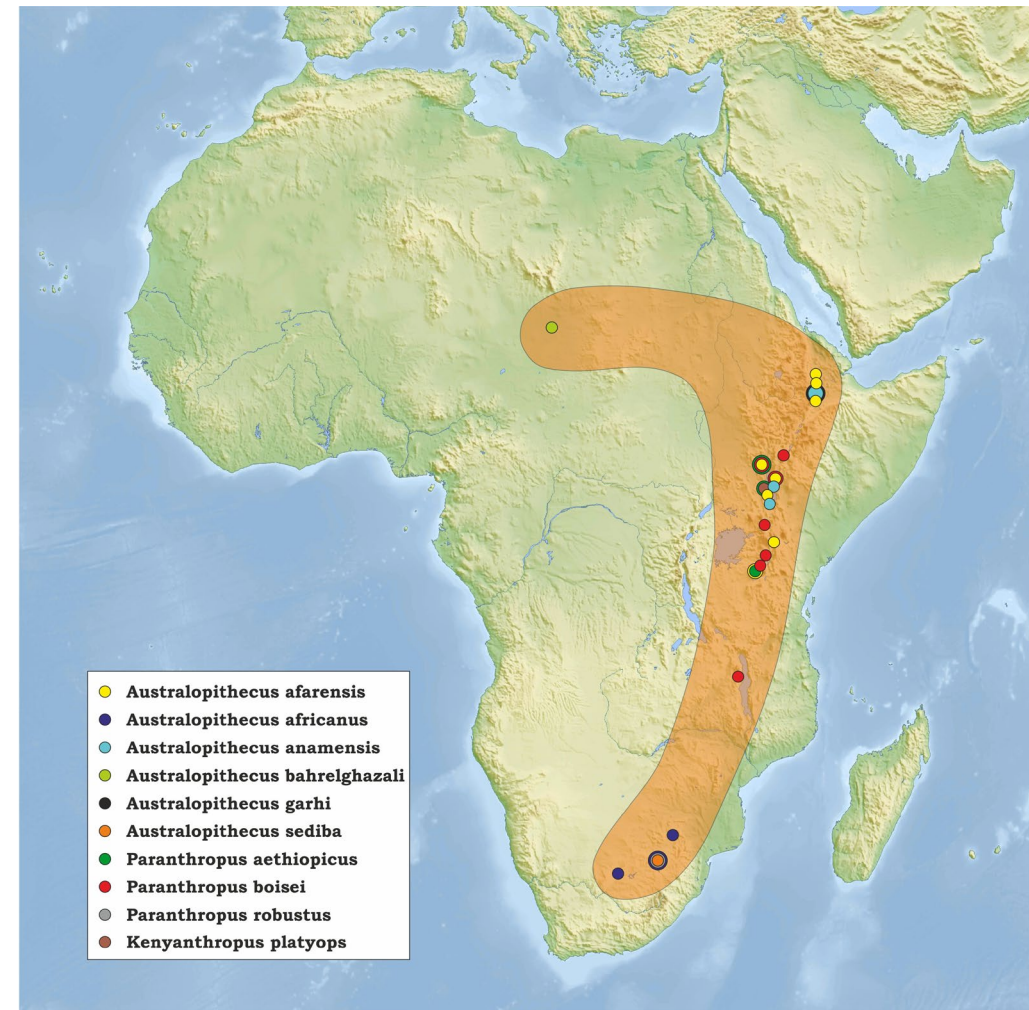 Australopithecus afarensis
Australopithecus africanus
Australopithecus anamensis
Australopithecus bahrelghazali
Australopithecus garhi
Australopithecus sediba
Paranthropus aethiopicus
Paranthropus boisei
Paranthropus robustus
Kenyanthropus platyops